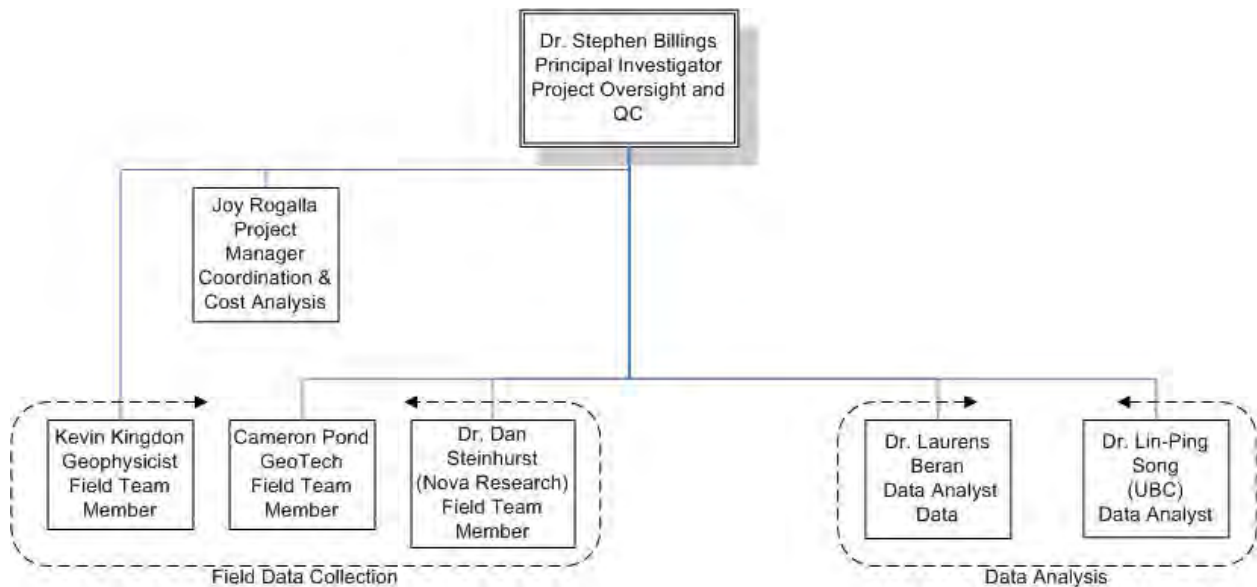 Dr. Stephen Billings
Principal Investigator
Project Oversight and
QC
Joy Rogalla
Project
Manager
Coordination &
Cost Analysis
Kevin Kingdon
Geophysicist
Field Team
Member
Cameron Pond
GeoTech
Field Team
Member
Dr. Dan
Steinhurst
(Nova Research)
Field Team
Member
Dr. Laurens
Beran
Data Analyst
Data
Dr. Lin-Ping
Song
(UBC)
Data Analyst
Field Data Collection
Data Analysis